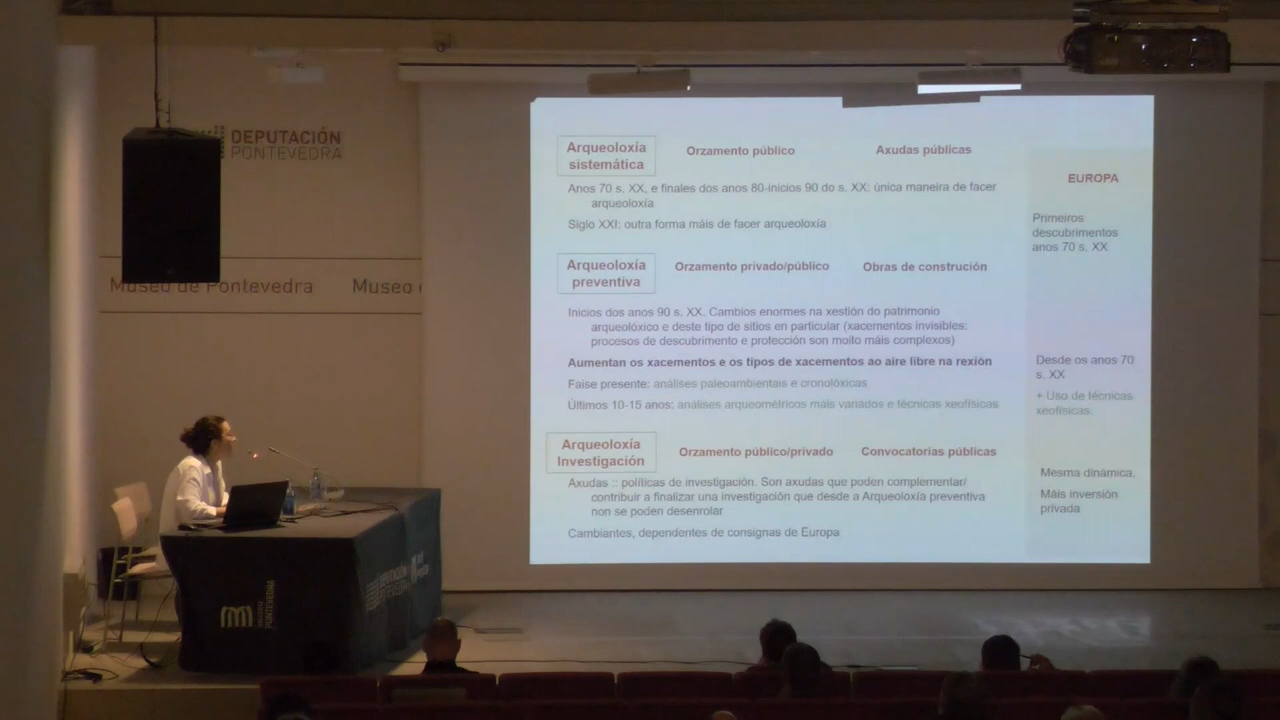 DEPUTACIÓN
PONTEVEDRA
Museo de Pontevedra
Museo
Arqueoloxía
sistemática
Orzamento público
Axudas públicas
Anos 70 s. XX, e finales dos anos 80-inicios 90 do s. XX: única maneira de facer
arqueoloxía
Siglo XXI: outra forma máis de facer arqueoloxía
Arqueoloxía
preventiva
Orzamento privado/público
Obras de construción
Inicios dos anos 90 s. XX. Cambios enormes na xestión do patrimonio
arqueolóxico e deste tipo de sitios en particular (xacementos invisibles:
procesos de descubrimento e protección son moito máis complexos)
Aumentan os xacementos e os tipos de xacementos ao aire libre na rexión
Faise presente: análises paleoambientais e cronolóxicas
Últimos 10-15 anos: análises arqueométricos máis variados e técnicas xeofísicas
Arqueoloxía
Investigación
Orzamento público/privado
Convocatorias públicas
Axudas :: políticas de investigación. Son axudas que poden complementar/
contribuir a finalizar una investigación que desde a Arqueoloxía preventiva
non se poden desenrolar
Cambiantes, dependentes de consignas de Europa
EUROPA
Primeiros
descubrimentos
anos 70 s. XX
Desde os anos 70
s. XX
+ Uso de técnicas
xeofísicas.
Mesma dinámica.
Máis inversión
privada
DEPUTACIÓN
PONTEVEDRA